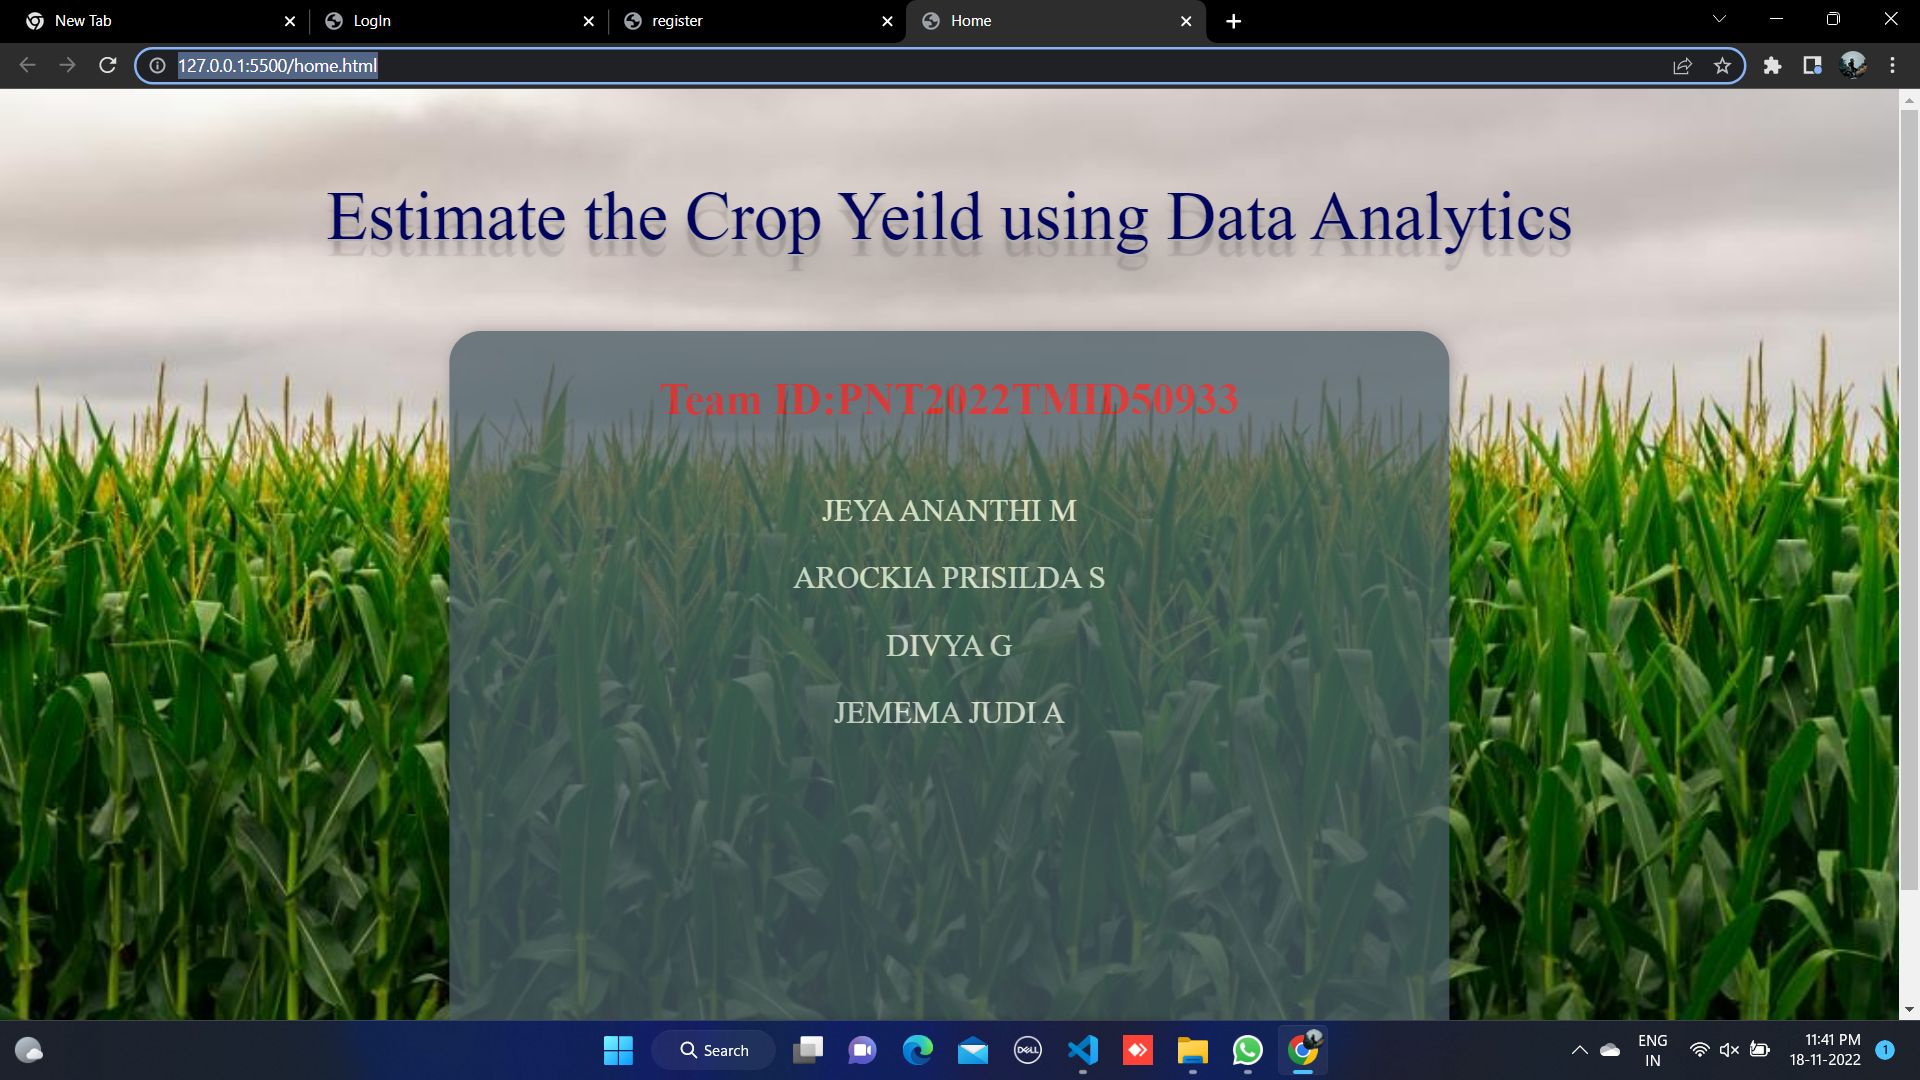 New Tab
LogIn
register
Home
127.0.0.1:5500/home.html
Estimate the Crop Yeild using Data Analytics
Team ID:PNT2022TMID50933
JEYA ANANTHI M
AROCKIA PRISILDA S
DIVYA G
JEMEMA JUDI A
Search
DELL
ENG
IN
11:41 PM
18-11-2022
1